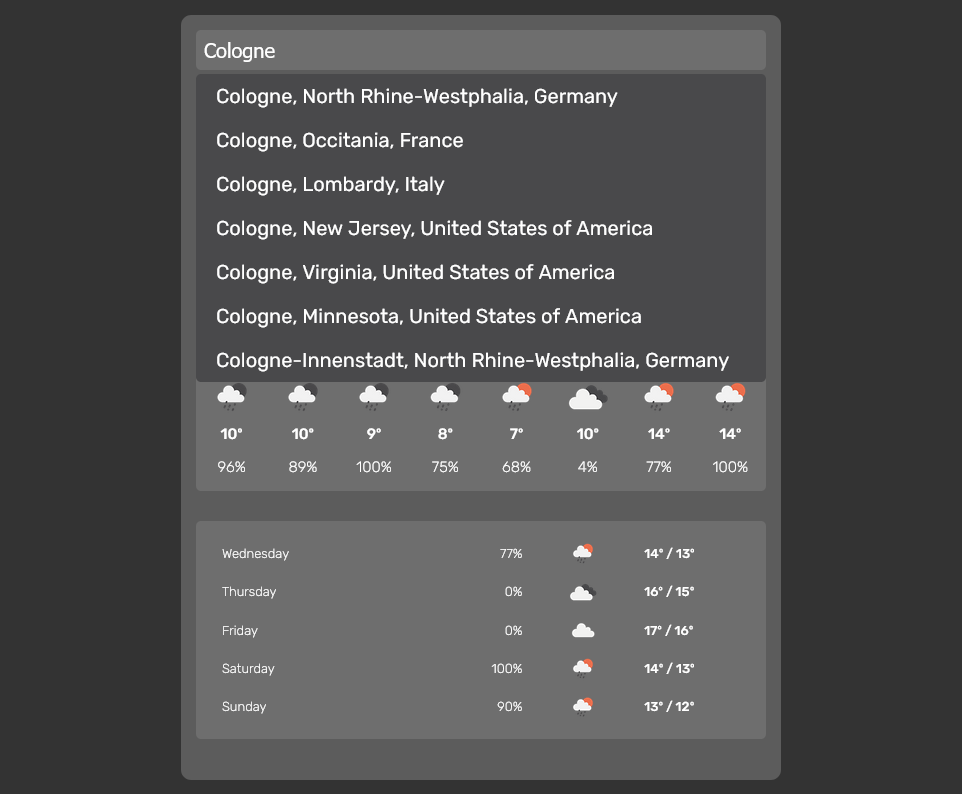 Cologne
Cologne, North Rhine-Westphalia, Germany
Cologne, Occitania, France
Cologne, Lombardy, Italy
Cologne, New Jersey, United States of America
Cologne, Virginia, United States of America
Cologne, Minnesota, United States of America
Cologne-Innenstadt, North Rhine-Westphalia, Germany
10° 10° 9° 8° 7° 10° 14° 14°
96% 89% 100% 75% 68% 4% 77% 100%
Wednesday 77% 14° / 13°
Thursday 0% 16° / 15°
Friday 0% 17° / 16°
Saturday 100% 14° / 13°
Sunday 90% 13° / 12°